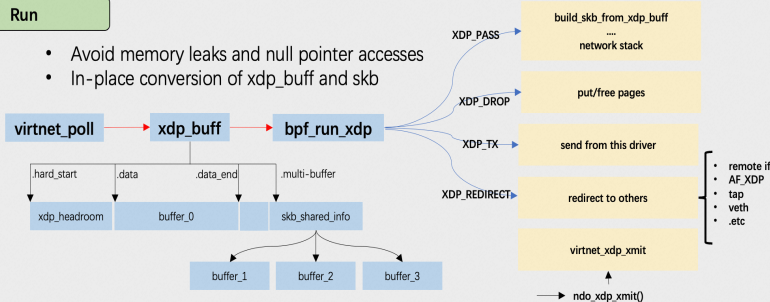 Run
• Avoid memory leaks and null pointer accesses
• In-place conversion of xdp_buff and skb
virtnet_poll
xdp_buff
bpf_run_xdp
.hard_start
.data
.data_end
.multi-buffer
xdp_headroom
buffer_0
skb_shared_info
buffer_1
buffer_2
buffer_3
XDP_PASS
XDP_DROP
XDP_TX
XDP_REDIRECT
build_skb_from_xdp_buff
....
network stack
put/free pages
send from this driver
redirect to others
virtnet_xdp_xmit
ndo_xdp_xmit()
• remote if
• AF_XDP
• tap
• veth
• .etc